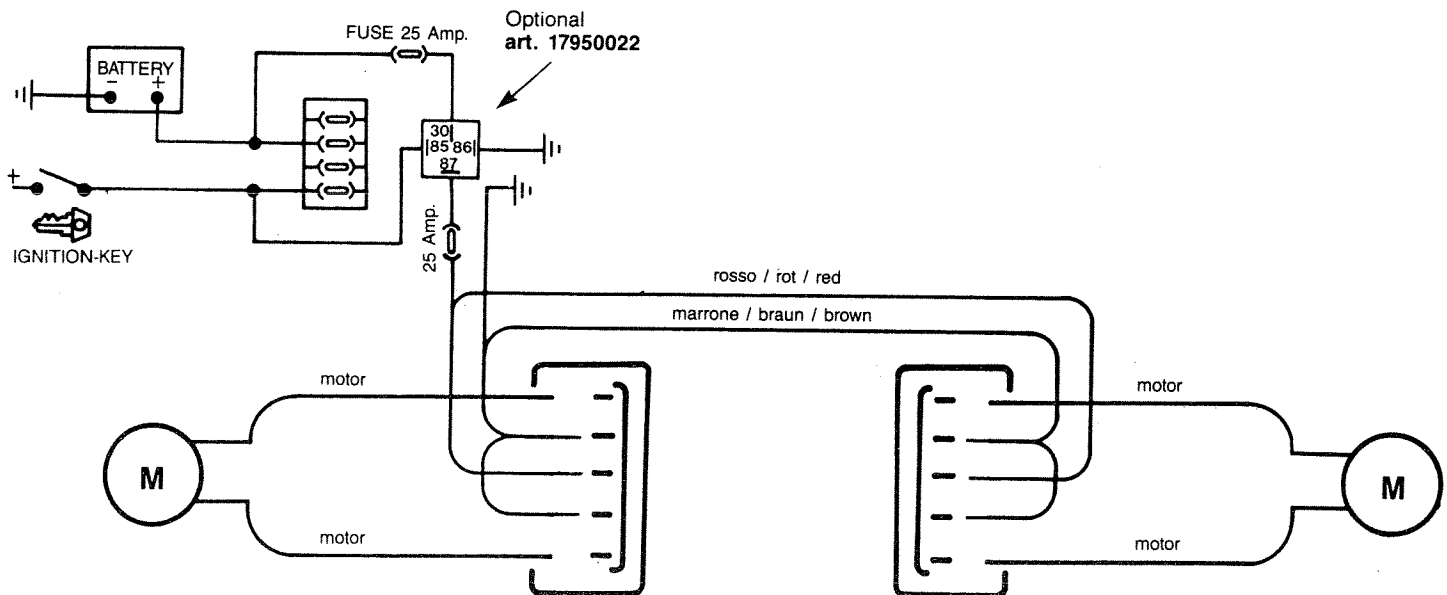 Optional
art. 17950022
FUSE 25 Amp.
BATTERY
- +
30
85 86
87
+
IGNITION-KEY
25 Amp.
rosso / rot / red
marrone / braun / brown
motor
motor
M
M
motor
motor